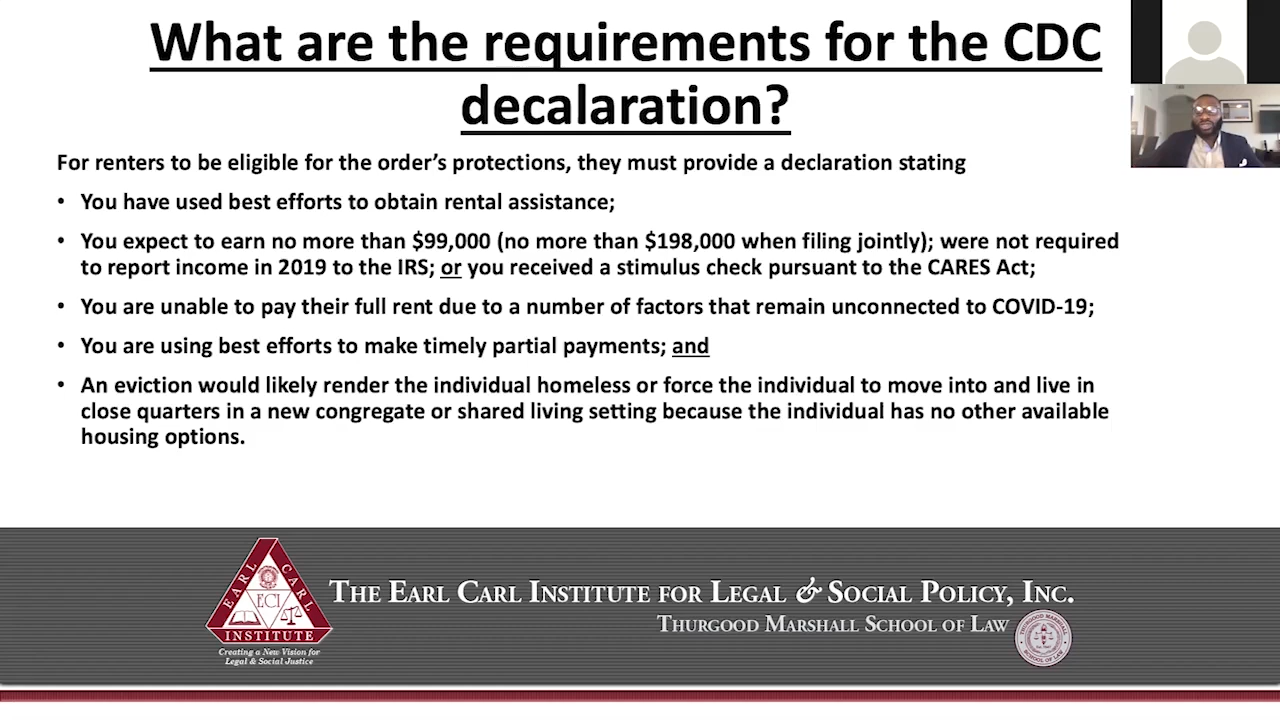 What are the requirements for the CDC
decalaration?
For renters to be eligible for the order's protections, they must provide a declaration stating
• You have used best efforts to obtain rental assistance;
• You expect to earn no more than $99,000 (no more than $198,000 when filing jointly); were not required
to report income in 2019 to the IRS; or you received a stimulus check pursuant to the CARES Act;
• You are unable to pay their full rent due to a number of factors that remain unconnected to COVID-19;
• You are using best efforts to make timely partial payments; and
• An eviction would likely render the individual homeless or force the individual to move into and live in
close quarters in a new congregate or shared living setting because the individual has no other available
housing options.
EARL CARL
ECI
INSTITUTE
Creating a New Vision for
Legal & Social Justice
THE EARL CARL INSTITUTE FOR LEGAL & SOCIAL POLICY, INC.
THURGOOD MARSHALL SCHOOL OF LAW
THURGOOD MARSHALL
SCHOOL OF LAW